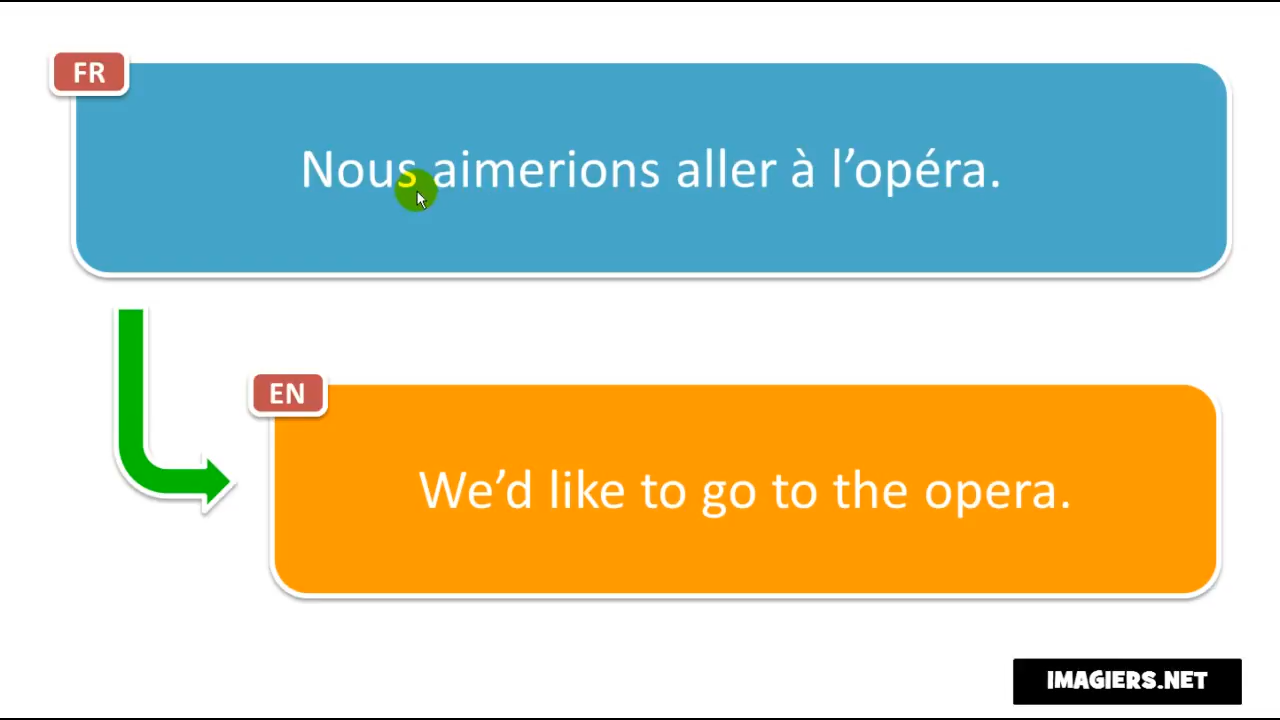 FR
Nous aimerions aller à l’opéra.
EN
We’d like to go to the opera.
IMAGIERS.NET